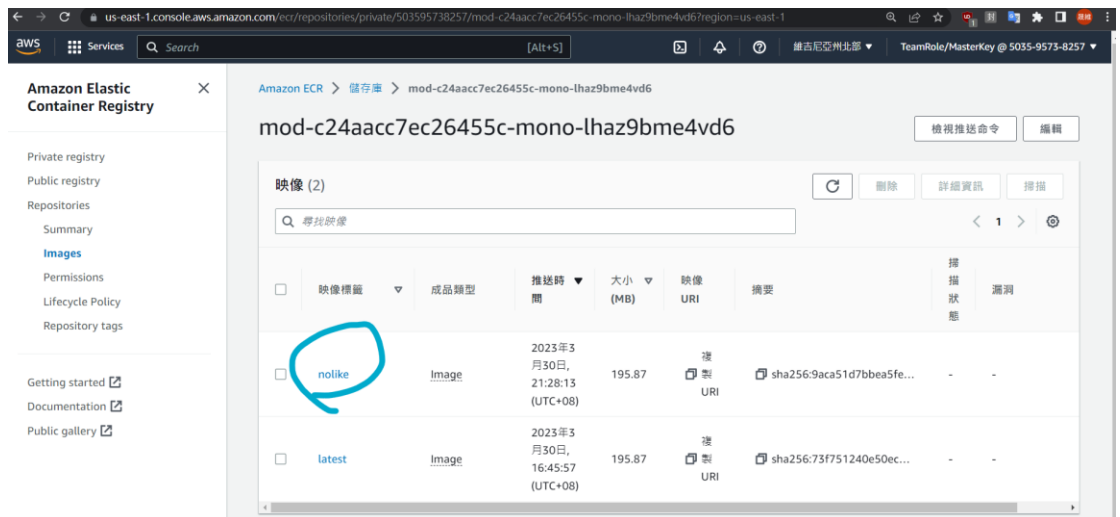 us-east-1.console.aws.amazon.com/ecr/repositories/private/503595738257/mod-c24aacc7ec26455c-mono-lhaz9bme4vd6?region=us-east-1
aws Services Search [Alt+S] 維吉尼亞州北部 ▼ TeamRole/MasterKey @ 5035-9573-8257 ▼
Amazon Elastic
Container Registry
Private registry
Public registry
Repositories
Summary
Images
Permissions
Lifecycle Policy
Repository tags
Getting started
Documentation
Public gallery
Amazon ECR > 儲存庫 > mod-c24aacc7ec26455c-mono-lhaz9bme4vd6
mod-c24aacc7ec26455c-mono-lhaz9bme4vd6
檢視推送命令 編輯
映像 (2)
刪除 詳細資訊 掃描
尋找映像
1
映像標籤 成品類型 推送時間 大小 (MB) 映像 URI 摘要 掃描狀態 漏洞
nolike Image 2023年3月30日, 21:28:13 (UTC+08) 195.87 複製 URI sha256:9aca51d7bbea5fe... - -
latest Image 2023年3月30日, 16:45:57 (UTC+08) 195.87 複製 URI sha256:73f751240e50ec... - -